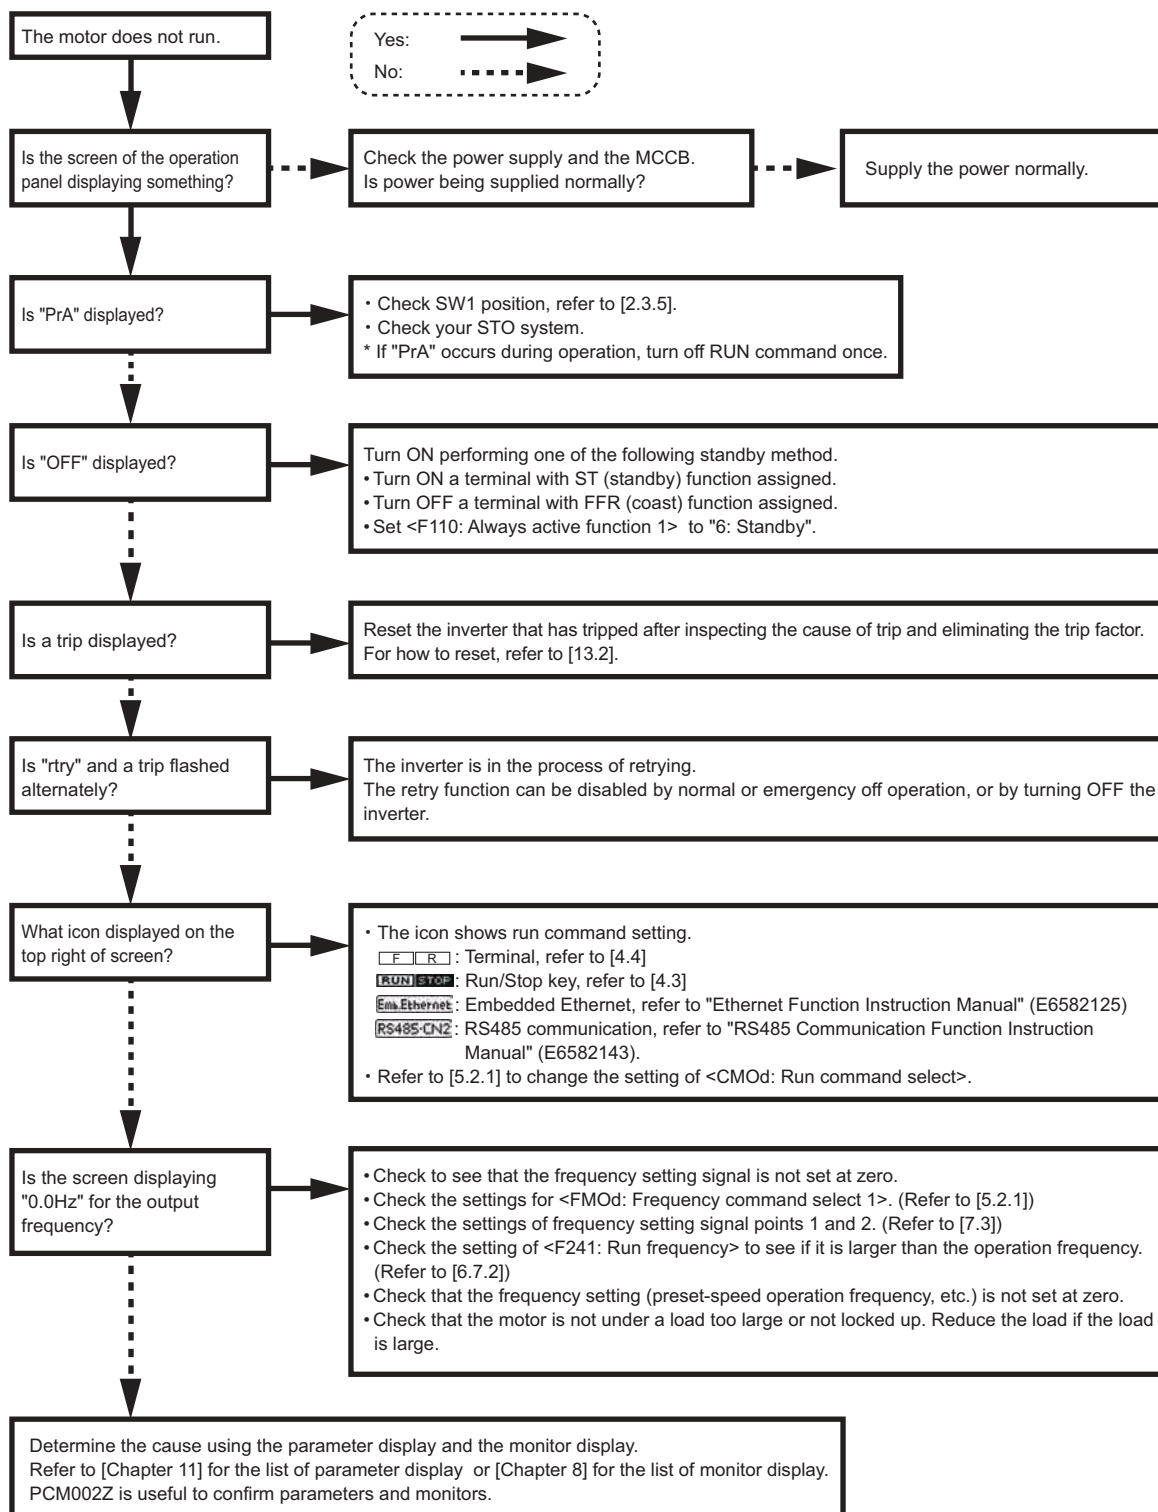 The motor does not run.
Yes:
No:
Is the screen of the operation
panel displaying something?
Check the power supply and the MCCB.
Is power being supplied normally?
Supply the power normally.
Is "PrA" displayed?
・Check SW1 position, refer to [2.3.5].
・Check your STO system.
* If "PrA" occurs during operation, turn off RUN command once.
Is "OFF" displayed?
Turn ON performing one of the following standby method.
•Turn ON a terminal with ST (standby) function assigned.
•Turn OFF a terminal with FFR (coast) function assigned.
•Set <F110: Always active function 1> to "6: Standby".
Is a trip displayed?
Reset the inverter that has tripped after inspecting the cause of trip and eliminating the trip factor.
For how to reset, refer to [13.2].
Is "rtry" and a trip flashed
alternately?
The inverter is in the process of retrying.
The retry function can be disabled by normal or emergency off operation, or by turning OFF the
inverter.
What icon displayed on the
top right of screen?
・The icon shows run command setting.
F R : Terminal, refer to [4.4]
RUN STOP : Run/Stop key, refer to [4.3]
Emb.Ethernet : Embedded Ethernet, refer to "Ethernet Function Instruction Manual" (E6582125)
RS485-CN2 : RS485 communication, refer to "RS485 Communication Function Instruction
Manual" (E6582143).
・Refer to [5.2.1] to change the setting of <CMOd: Run command select>.
Is the screen displaying
"0.0Hz" for the output
frequency?
•Check to see that the frequency setting signal is not set at zero.
•Check the settings for <FMOd: Frequency command select 1>. (Refer to [5.2.1])
•Check the settings of frequency setting signal points 1 and 2. (Refer to [7.3])
•Check the setting of <F241: Run frequency> to see if it is larger than the operation frequency.
(Refer to [6.7.2])
•Check that the frequency setting (preset-speed operation frequency, etc.) is not set at zero.
•Check that the motor is not under a load too large or not locked up. Reduce the load if the load
is large.
Determine the cause using the parameter display and the monitor display.
Refer to [Chapter 11] for the list of parameter display or [Chapter 8] for the list of monitor display.
PCM002Z is useful to confirm parameters and monitors.